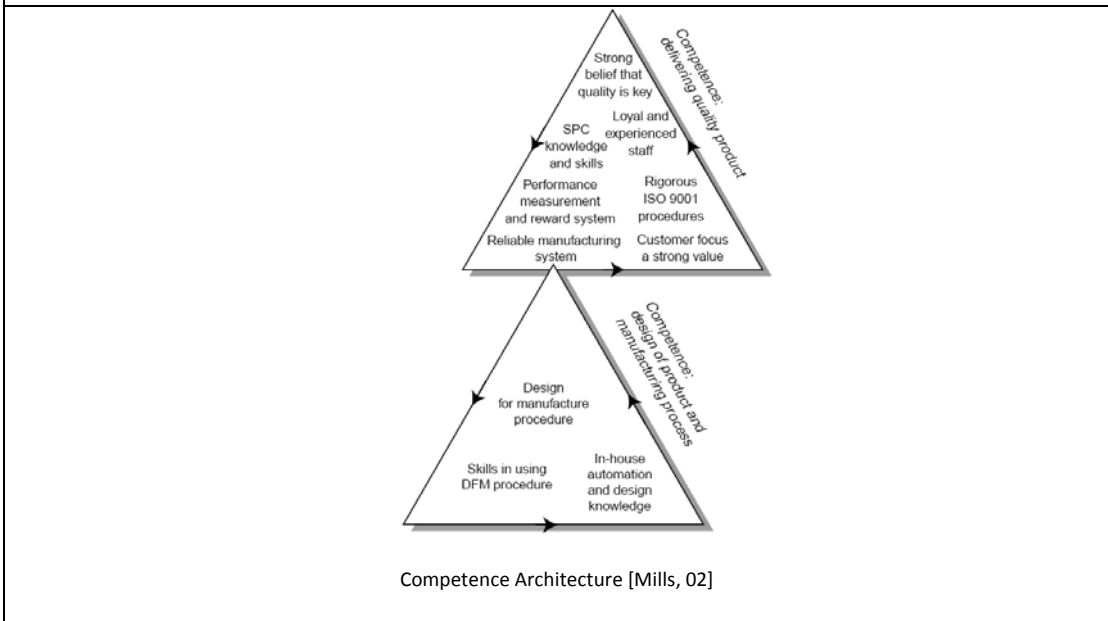 Strong
belief that
quality is key
Competence:
delivering quality product
SPC
knowledge
and skills
Loyal and
experienced
staff
Performance
measurement
and reward system
Rigorous
ISO 9001
procedures
Reliable manufacturing
system
Customer focus
a strong value
Competence:
design of product and
manufacturing process
Design
for manufacture
procedure
Skills in using
DFM procedure
In-house
automation
and design
knowledge
Competence Architecture [Mills, 02]